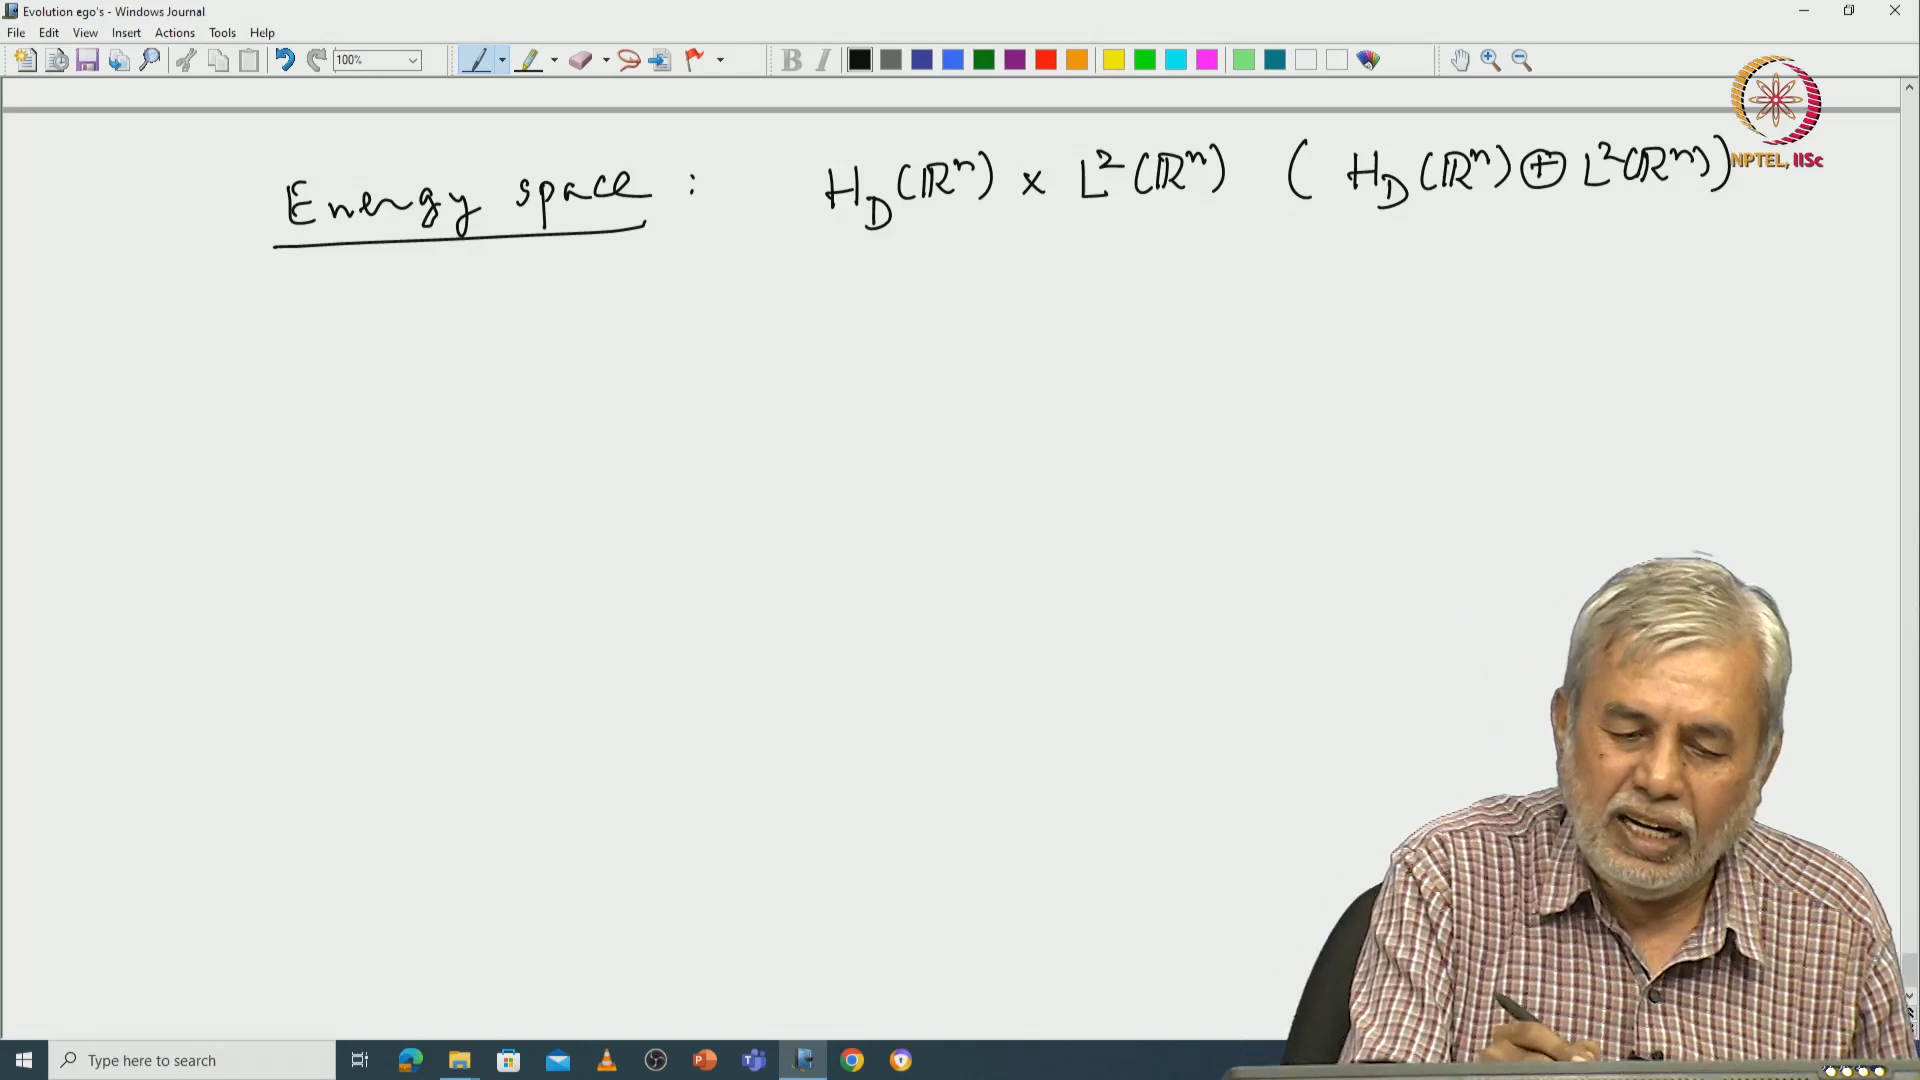 Evolution eqo's - Windows Journal
File Edit View Insert Actions Tools Help
100%
B I
NPTEL, IISc
Energy space : H_D(ℝⁿ) × L²(ℝⁿ) ( H_D(ℝⁿ) ⊕ L²(ℝⁿ))
Type here to search